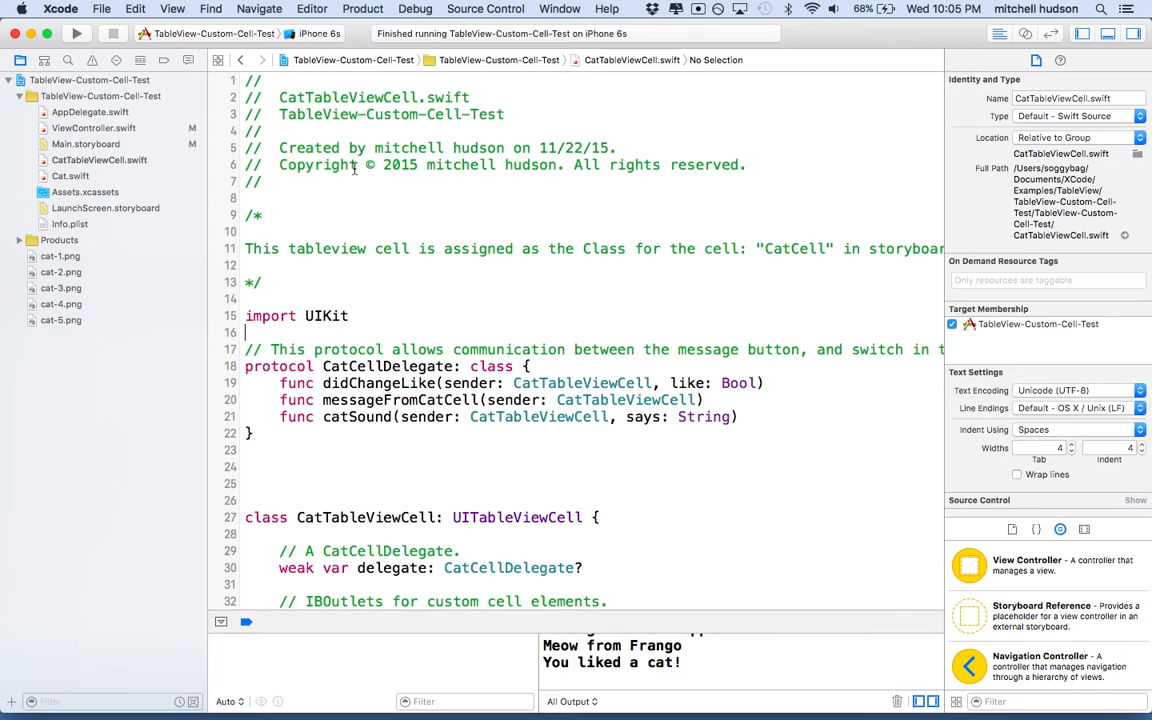 Xcode File Edit View Find Navigate Editor Product Debug Source Control Window Help 68% Wed 10:05 PM mitchell hudson
TableView-Custom-Cell-Test iPhone 6s Finished running TableView-Custom-Cell-Test on iPhone 6s
TableView-Custom-Cell-Test TableView-Custom-Cell-Test CatTableViewCell.swift No Selection
TableView-Custom-Cell-Test
TableView-Custom-Cell-Test
AppDelegate.swift
ViewController.swift M
Main.storyboard M
CatTableViewCell.swift
Cat.swift
Assets.xcassets
LaunchScreen.storyboard
Info.plist
Products
cat-1.png
cat-2.png
cat-3.png
cat-4.png
cat-5.png
Filter
1 //
2 // CatTableViewCell.swift
3 // TableView-Custom-Cell-Test
4 //
5 // Created by mitchell hudson on 11/22/15.
6 // Copyright © 2015 mitchell hudson. All rights reserved.
7 //
8
9 /*
10
11 This tableview cell is assigned as the Class for the cell: "CatCell" in storyboar
12
13 */
14
15 import UIKit
16
17 // This protocol allows communication between the message button, and switch in t
18 protocol CatCellDelegate: class {
19 func didChangeLike(sender: CatTableViewCell, like: Bool)
20 func messageFromCatCell(sender: CatTableViewCell)
21 func catSound(sender: CatTableViewCell, says: String)
22 }
23
24
25
26
27 class CatTableViewCell: UITableViewCell {
28
29 // A CatCellDelegate.
30 weak var delegate: CatCellDelegate?
31
32 // IBOutlets for custom cell elements.
Meow from Frango
You liked a cat!
Auto Filter All Output
Identity and Type
Name CatTableViewCell.swift
Type Default - Swift Source
Location Relative to Group
CatTableViewCell.swift
Full Path /Users/soggybag/
Documents/XCode/
Examples/TableView/
TableView-Custom-Cell-
Test/TableView-Custom-
Cell-Test/
CatTableViewCell.swift
On Demand Resource Tags
Only resources are taggable
Target Membership
TableView-Custom-Cell-Test
Text Settings
Text Encoding Unicode (UTF-8)
Line Endings Default - OS X / Unix (LF)
Indent Using Spaces
Widths 4 4
Tab Indent
Wrap lines
Source Control Show
{ }
View Controller - A controller that
manages a view.
Storyboard Reference - Provides a
placeholder for a view controller in an
external storyboard.
Navigation Controller - A
controller that manages navigation
through a hierarchy of views.
Filter